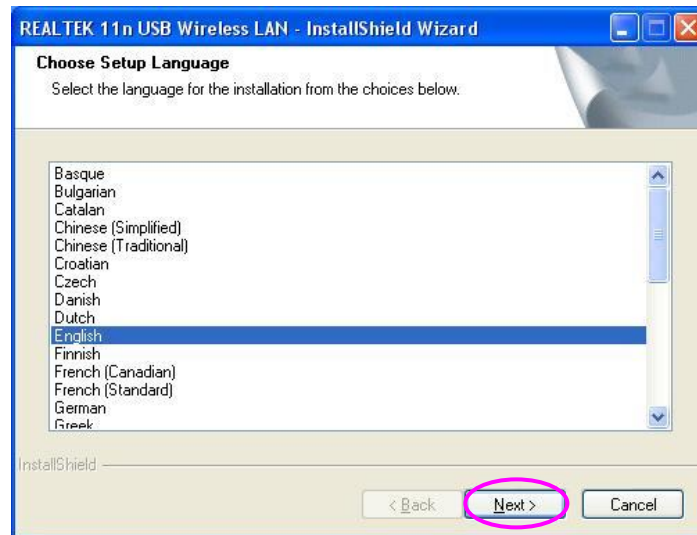 REALTEK 11n USB Wireless LAN - InstallShield Wizard
Choose Setup Language
Select the language for the installation from the choices below.
Basque
Bulgarian
Catalan
Chinese (Simplified)
Chinese (Traditional)
Croatian
Czech
Danish
Dutch
English
Finnish
French (Canadian)
French (Standard)
German
Greek
InstallShield
< Back
Next >
Cancel